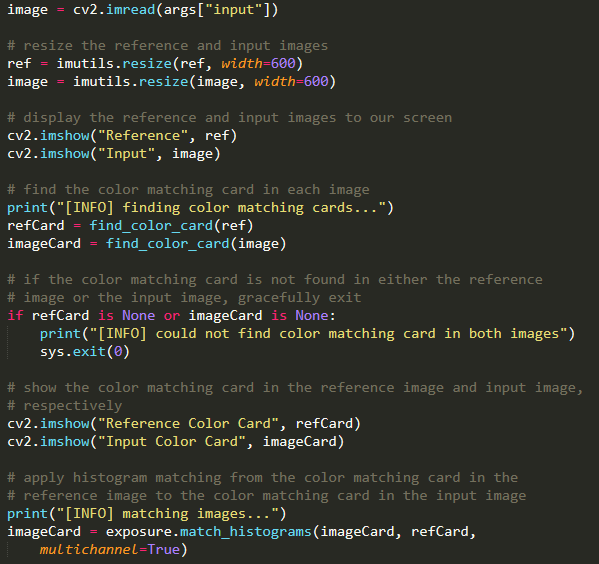 image = cv2.imread(args["input"])
# resize the reference and input images
ref = imutils.resize(ref, width=600)
image = imutils.resize(image, width=600)
# display the reference and input images to our screen
cv2.imshow("Reference", ref)
cv2.imshow("Input", image)
# find the color matching card in each image
print("[INFO] finding color matching cards...")
refCard = find_color_card(ref)
imageCard = find_color_card(image)
# if the color matching card is not found in either the reference
# image or the input image, gracefully exit
if refCard is None or imageCard is None:
    print("[INFO] could not find color matching card in both images")
    sys.exit(0)
# show the color matching card in the reference image and input image,
# respectively
cv2.imshow("Reference Color Card", refCard)
cv2.imshow("Input Color Card", imageCard)
# apply histogram matching from the color matching card in the
# reference image to the color matching card in the input image
print("[INFO] matching images...")
imageCard = exposure.match_histograms(imageCard, refCard,
    multichannel=True)